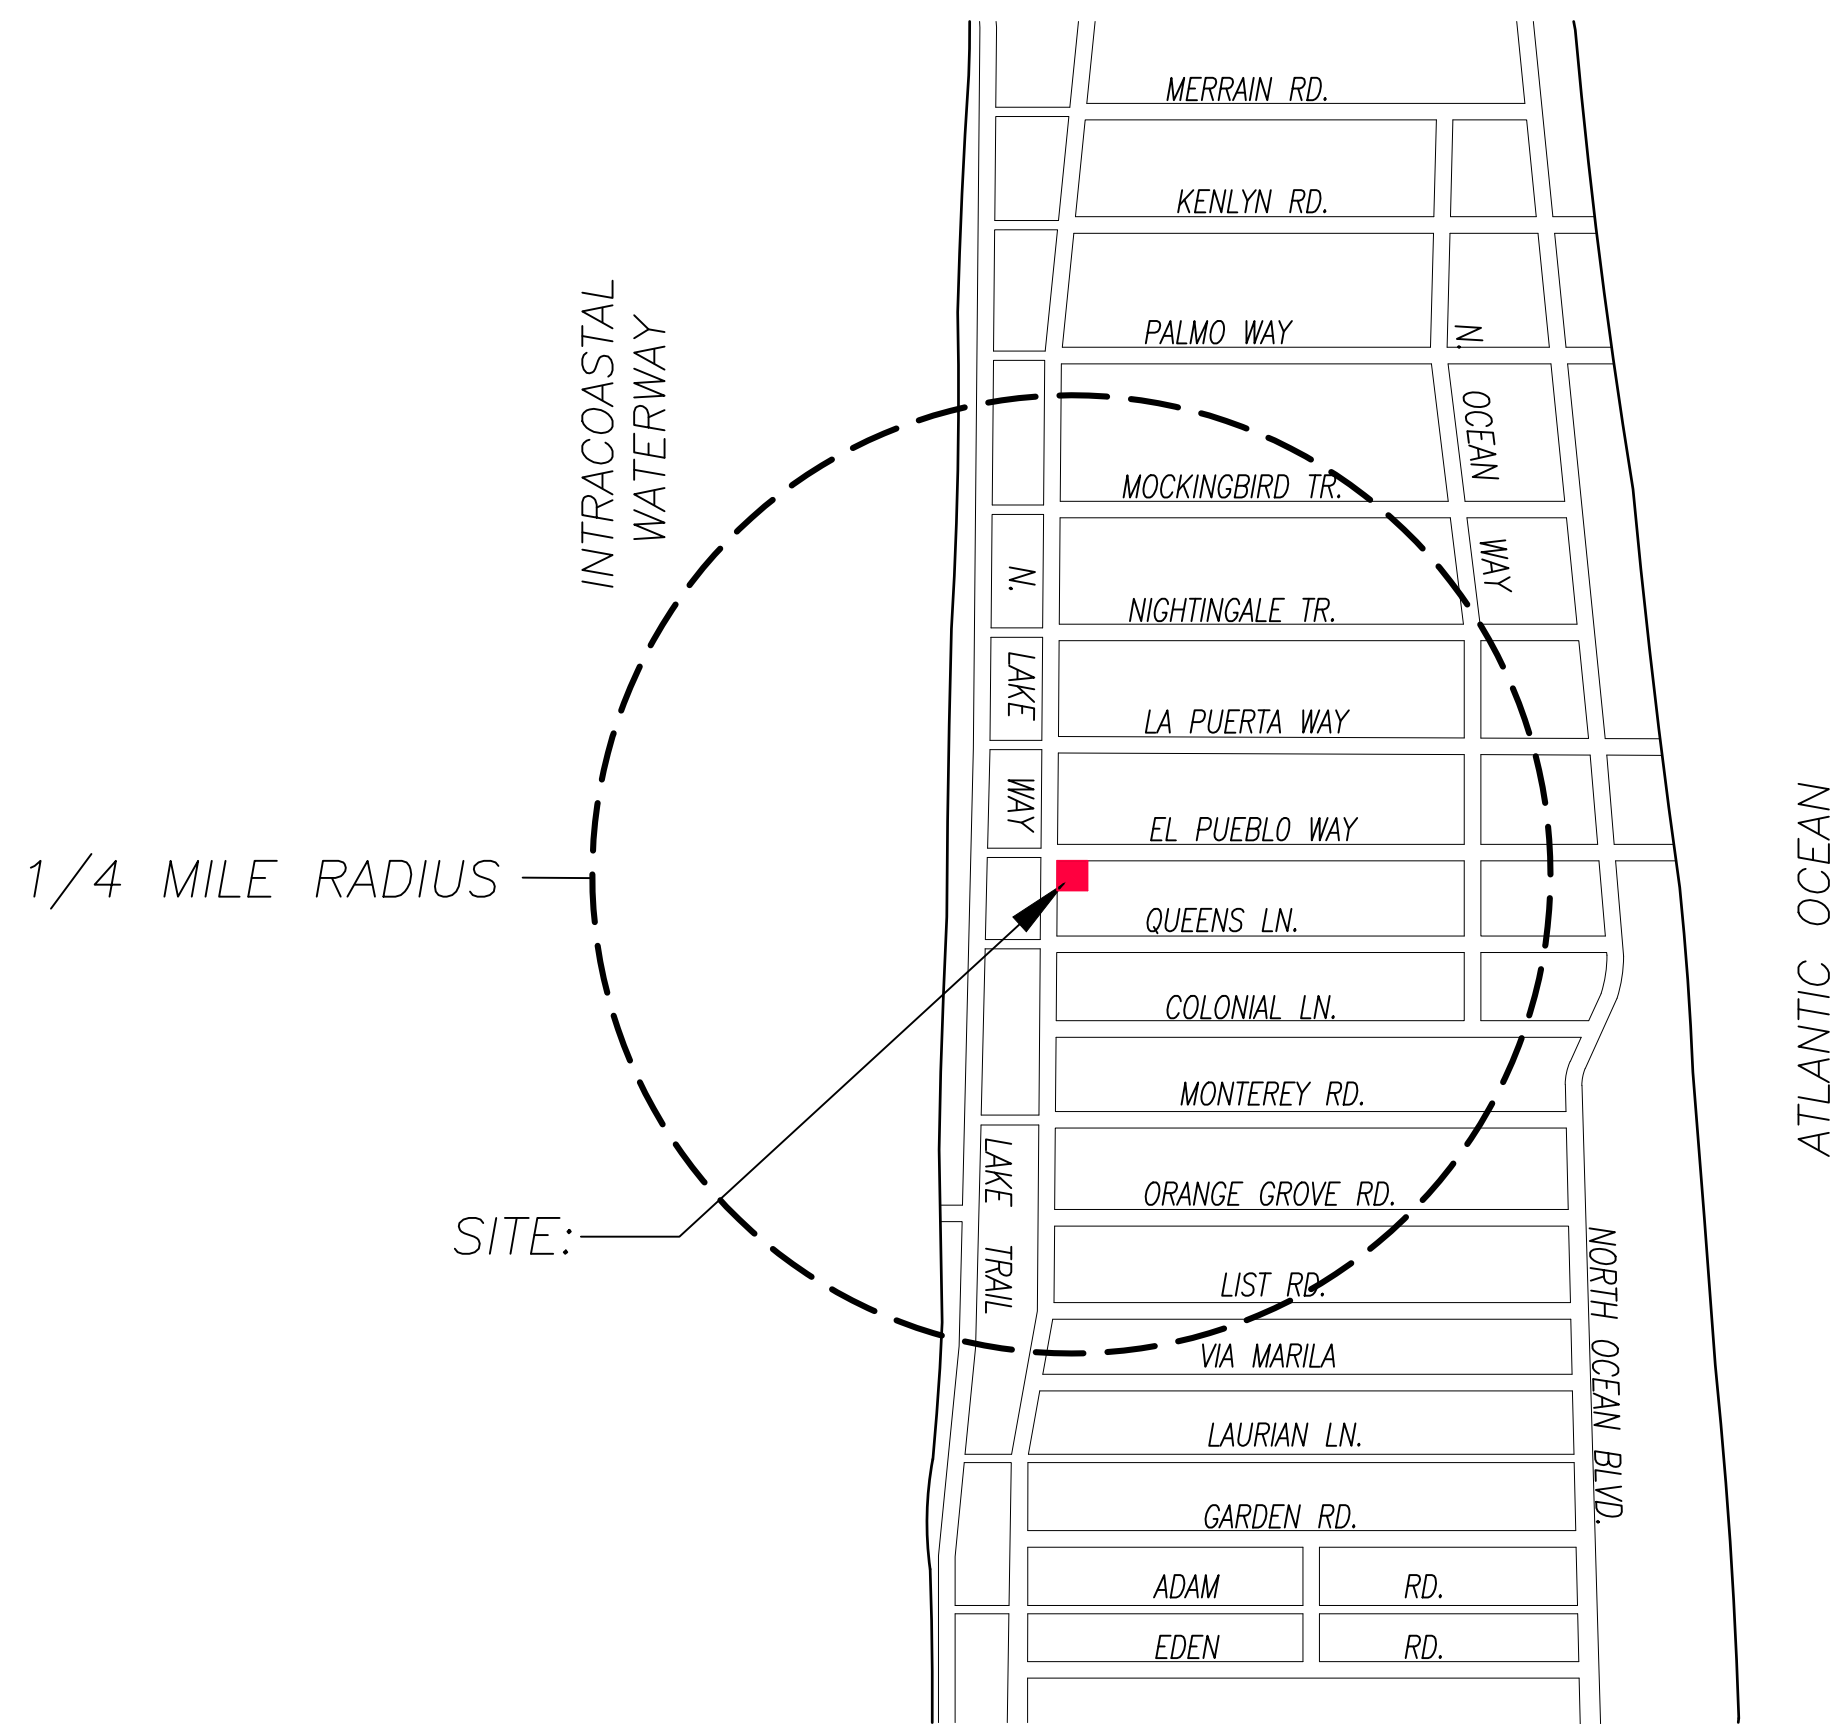 MERRAIN RD.
KENLYN RD.
PALMO WAY
N. OCEAN WAY
INTRACOASTAL
WATERWAY
MOCKINGBIRD TR.
NIGHTINGALE TR.
N. LAKE WAY
LA PUERTA WAY
EL PUEBLO WAY
1/4 MILE RADIUS
QUEENS LN.
ATLANTIC OCEAN
COLONIAL LN.
MONTEREY RD.
LAKE TRAIL
ORANGE GROVE RD.
SITE:
LIST RD.
NORTH OCEAN BLVD.
VIA MARILA
LAURIAN LN.
GARDEN RD.
ADAM RD.
EDEN RD.